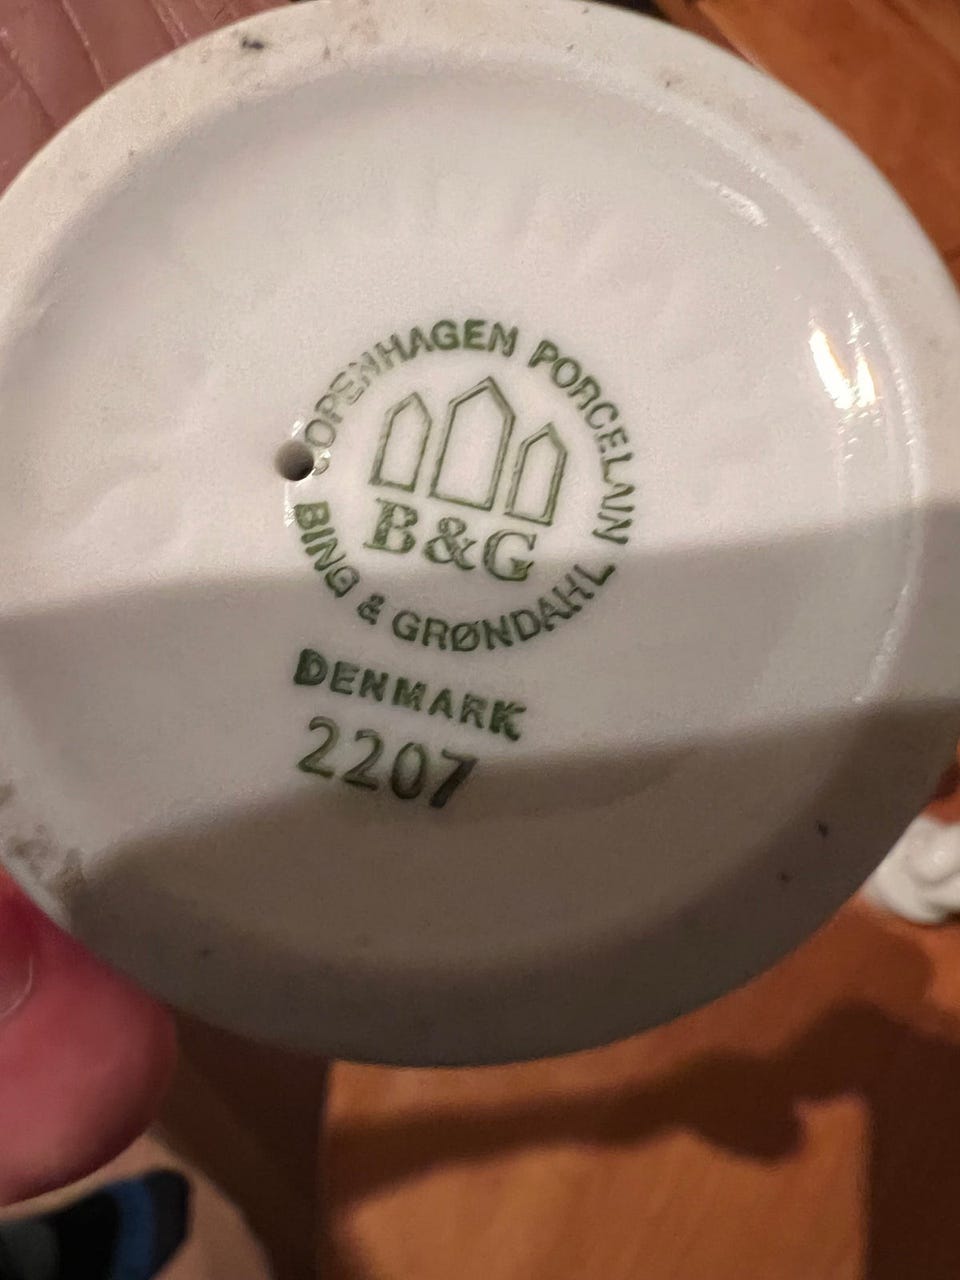 COPENHAGEN PORCELAIN
B&G
BING & GRØNDAHL
DENMARK
2207